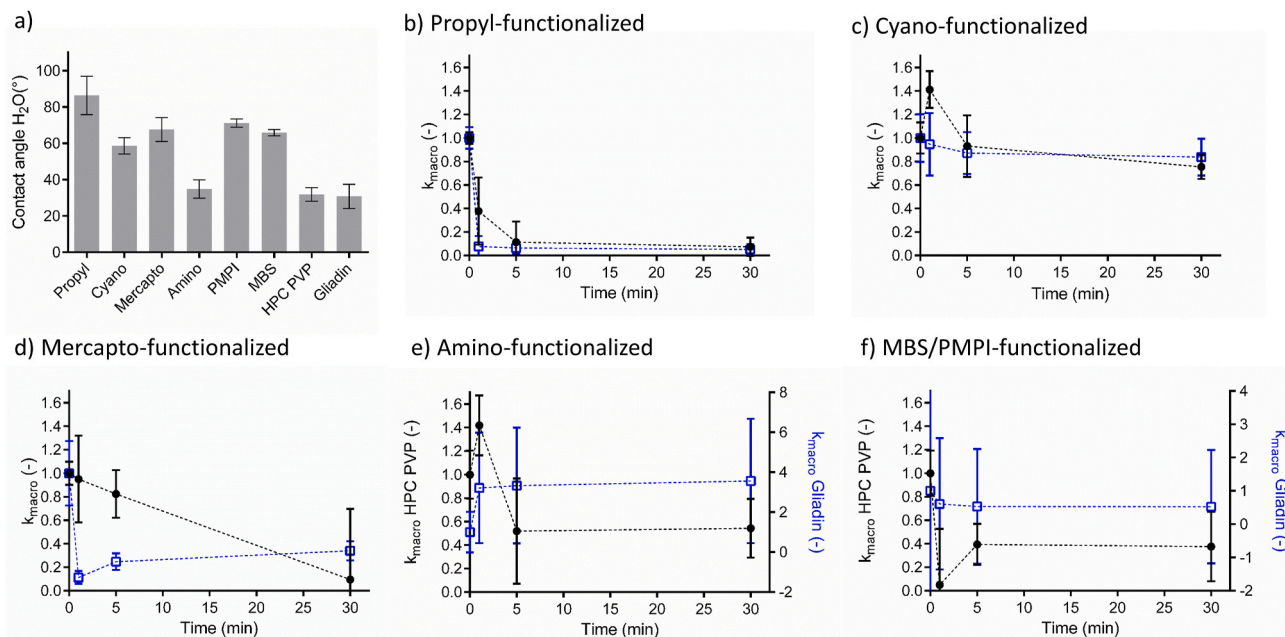 a)
Contact angle H2O(°)
100
80
60
40
20
0
Propyl
Cyano
Mercapto
Amino
PMPI
MBS
HPC PVP
Gliadin
b) Propyl-functionalized
kmacro (-)
1.6
1.4
1.2
1.0
0.8
0.6
0.4
0.2
0.0
0 5 10 15 20 25 30
Time (min)
c) Cyano-functionalized
kmacro (-)
1.6
1.4
1.2
1.0
0.8
0.6
0.4
0.2
0.0
0 5 10 15 20 25 30
Time (min)
d) Mercapto-functionalized
kmacro (-)
1.6
1.4
1.2
1.0
0.8
0.6
0.4
0.2
0.0
0 5 10 15 20 25 30
Time (min)
e) Amino-functionalized
kmacro HPC PVP (-)
1.6
1.4
1.2
1.0
0.8
0.6
0.4
0.2
0.0
8
6
4
2
0
-2
kmacro Gliadin (-)
0 5 10 15 20 25 30
Time (min)
f) MBS/PMPI-functionalized
kmacro HPC PVP (-)
1.6
1.4
1.2
1.0
0.8
0.6
0.4
0.2
0.0
4
3
2
1
0
-1
-2
kmacro Gliadin (-)
0 5 10 15 20 25 30
Time (min)